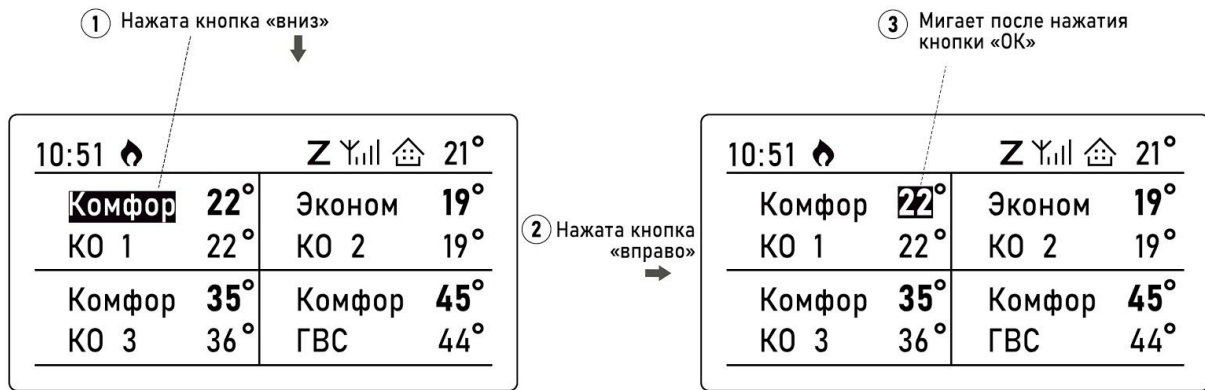 1 Нажата кнопка «вниз»
3 Мигает после нажатия
кнопки «ОК»
10:51 Z 21°
Комфор 22° Эконом 19°
КО 1 22° КО 2 19°
Комфор 35° Комфор 45°
КО 3 36° ГВС 44°
2 Нажата кнопка
«вправо»
10:51 Z 21°
Комфор 22° Эконом 19°
КО 1 22° КО 2 19°
Комфор 35° Комфор 45°
КО 3 36° ГВС 44°